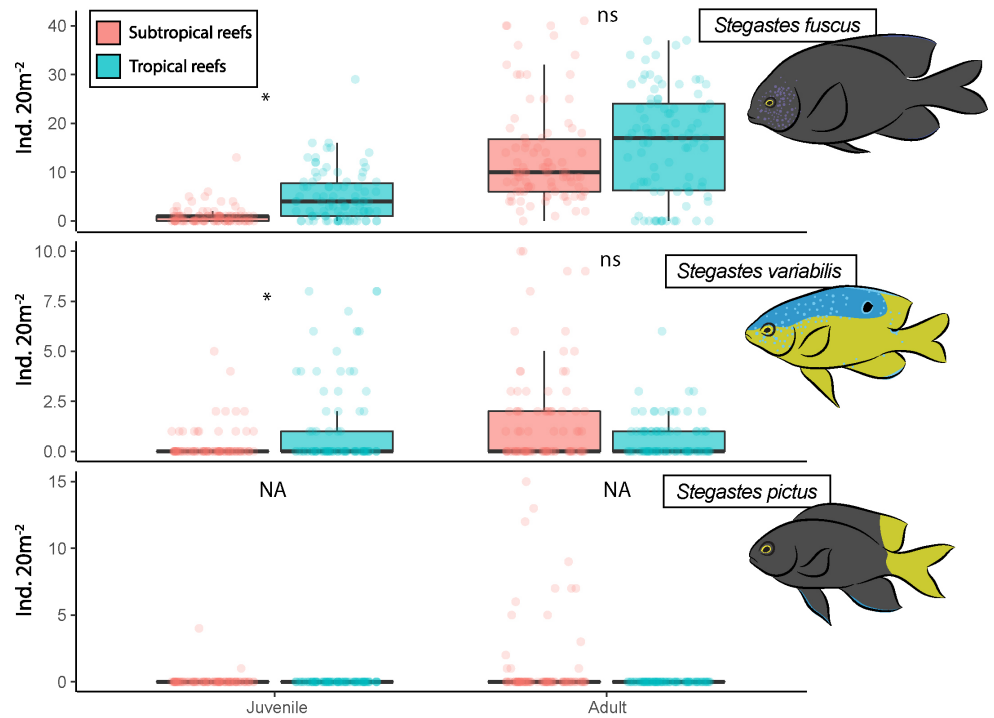 Subtropical reefs
Tropical reefs
Ind. 20m⁻²
40
30
20
10
0
*
ns
Stegastes fuscus
Ind. 20m⁻²
10.0
7.5
5.0
2.5
0.0
*
ns
Stegastes variabilis
Ind. 20m⁻²
15
10
5
0
NA
NA
Stegastes pictus
Juvenile
Adult